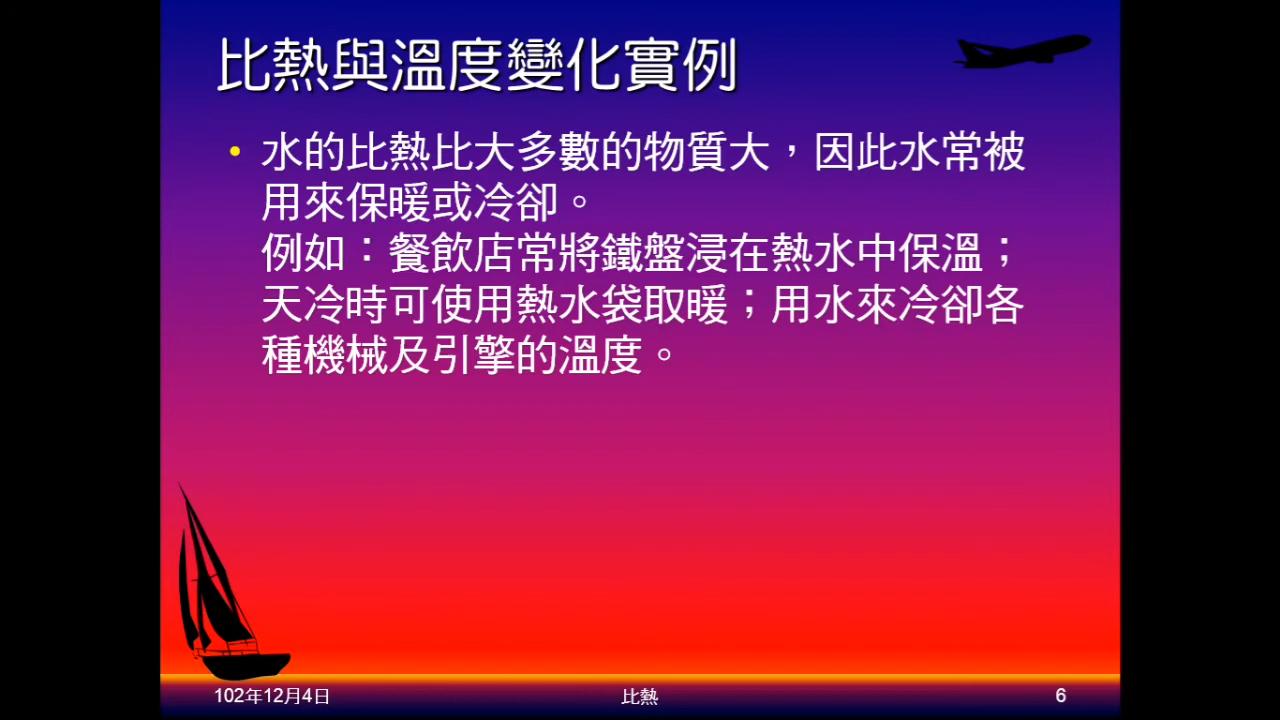 比熱與溫度變化實例
• 水的比熱比大多數的物質大，因此水常被
用來保暖或冷卻。
例如：餐飲店常將鐵盤浸在熱水中保溫；
天冷時可使用熱水袋取暖；用水來冷卻各
種機械及引擎的溫度。
102年12月4日
比熱
6